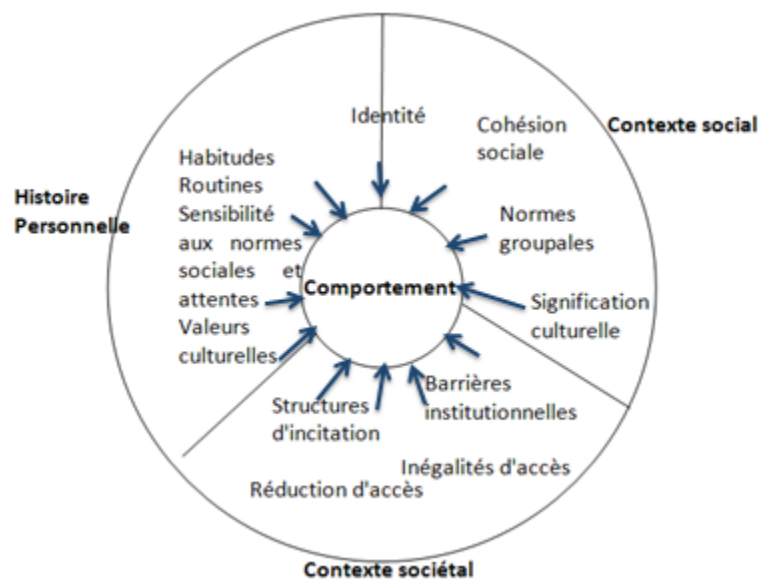 Identité
Cohésion
sociale
Contexte social
Habitudes
Routines
Sensibilité
aux normes
sociales et
attentes
Valeurs
culturelles
Histoire
Personnelle
Normes
groupales
Comportement
Signification
culturelle
Structures
d'incitation
Barrières
institutionnelles
Inégalités d'accès
Réduction d'accès
Contexte sociétal